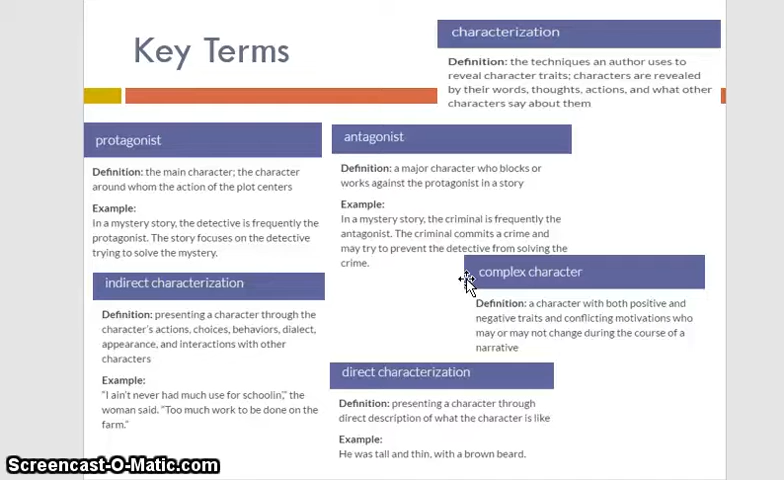 Key Terms
characterization
Definition: the techniques an author uses to
reveal character traits; characters are revealed
by their words, thoughts, actions, and what other
characters say about them
protagonist
Definition: the main character; the character
around whom the action of the plot centers
Example:
In a mystery story, the detective is frequently the
protagonist. The story focuses on the detective
trying to solve the mystery.
antagonist
Definition: a major character who blocks or
works against the protagonist in a story
Example:
In a mystery story, the criminal is frequently the
antagonist. The criminal commits a crime and
may try to prevent the detective from solving the
crime.
indirect characterization
Definition: presenting a character through the
character's actions, choices, behaviors, dialect,
appearance, and interactions with other
characters
Example:
"I ain't never had much use for schoolin'," the
woman said. "Too much work to be done on the
farm."
complex character
Definition: a character with both positive and
negative traits and conflicting motivations who
may or may not change during the course of a
narrative
direct characterization
Definition: presenting a character through
direct description of what the character is like
Example:
He was tall and thin, with a brown beard.
Screencast-O-Matic.com